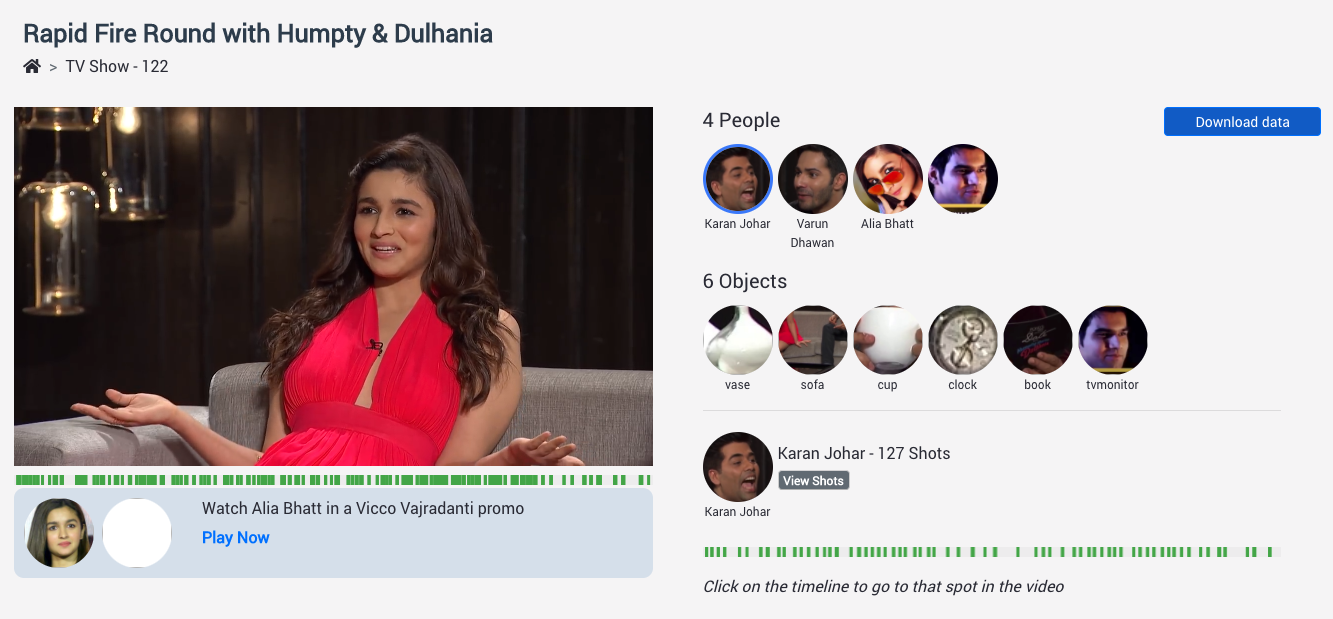 Rapid Fire Round with Humpty & Dulhania
> TV Show - 122
4 People
Download data
Karan Johar
Varun Dhawan
Alia Bhatt
6 Objects
vase
sofa
cup
clock
book
tvmonitor
Karan Johar - 127 Shots
View Shots
Karan Johar
Watch Alia Bhatt in a Vicco Vajradanti promo
Play Now
Click on the timeline to go to that spot in the video